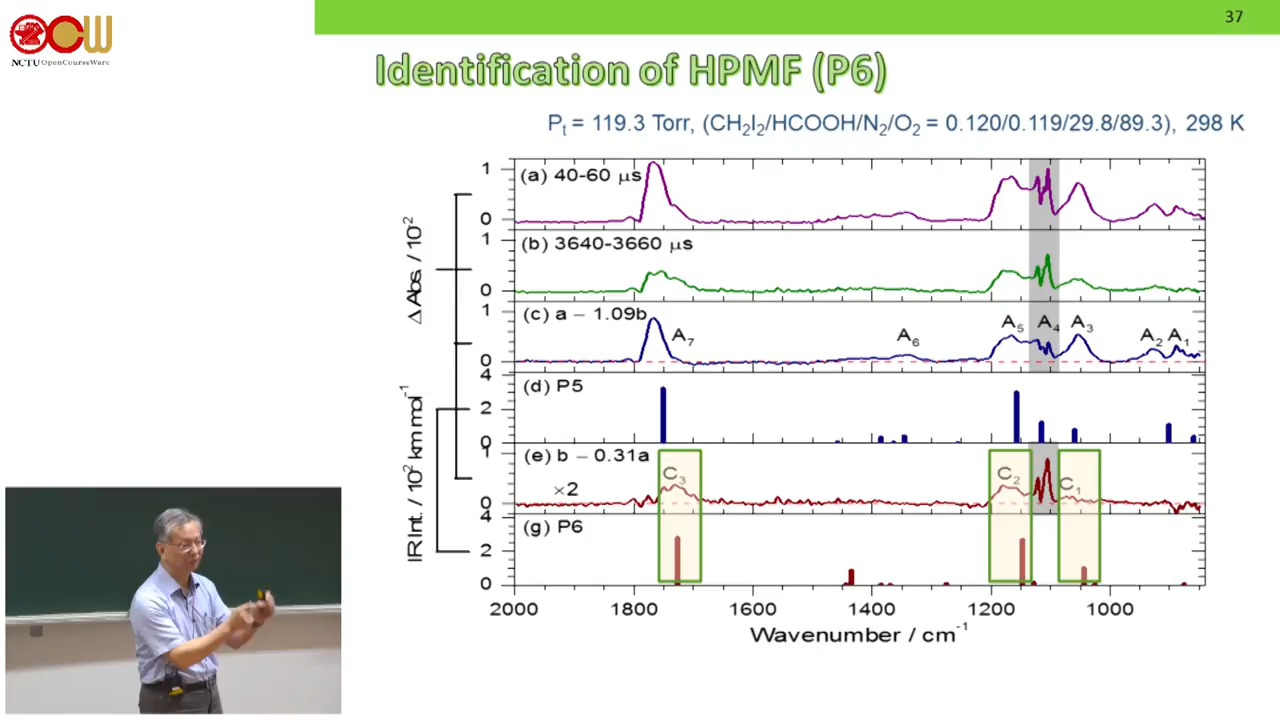 37
NCTU OpenCourseWare
Identification of HPMF (P6)
Pt = 119.3 Torr, (CH2I2/HCOOH/N2/O2 = 0.120/0.119/29.8/89.3), 298 K
ΔAbs. / 10^2
IR Int. / 10^2 km mol^-1
1
0
(a) 40-60 μs
1
0
(b) 3640-3660 μs
1
0
(c) a − 1.09b
A7
A6
A5
A4
A3
A2
A1
4
2
0
(d) P5
1
0
(e) b − 0.31a
×2
C3
C2
C1
4
2
0
(g) P6
2000
1800
1600
1400
1200
1000
Wavenumber / cm^-1